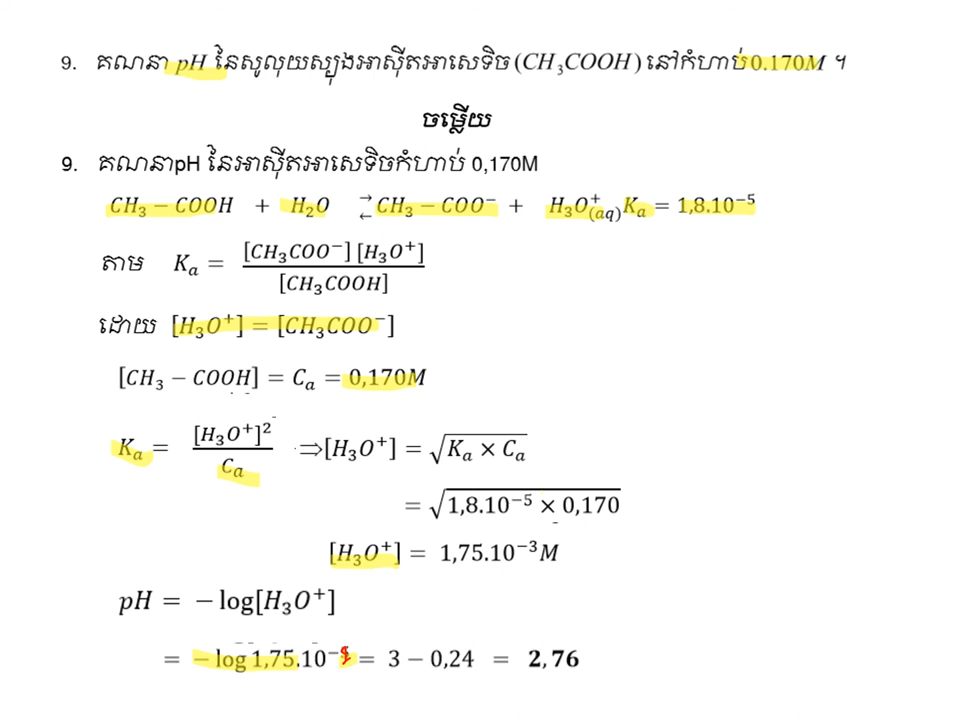 9. គណនា pH នៃសូលុយស្យុងអាស៊ីតអាសេទិច (CH₃COOH) នៅកំហាប់ 0.170M ។
ចម្លើយ
9. គណនាpH នៃអាស៊ីតអាសេទិចកំហាប់ 0,170M
CH₃ − COOH + H₂O ⇄ CH₃ − COO⁻ + H₃O⁺₍aq₎ Kₐ = 1,8.10⁻⁵
តាម Kₐ = [CH₃COO⁻] [H₃O⁺] / [CH₃COOH]
ដោយ [H₃O⁺] = [CH₃COO⁻]
[CH₃ − COOH] = Cₐ = 0,170M
Kₐ = [H₃O⁺]² / Cₐ ⇒ [H₃O⁺] = √(Kₐ × Cₐ)
= √(1,8.10⁻⁵ × 0,170)
[H₃O⁺] = 1,75.10⁻³M
pH = − log[H₃O⁺]
= − log 1,75.10⁻ = 3 − 0,24 = 2,76